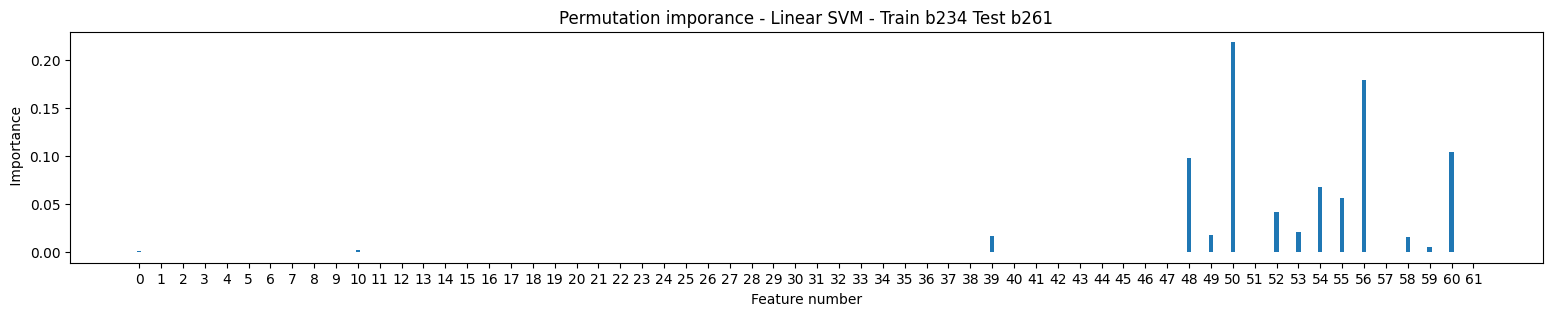 Permutation imporance - Linear SVM - Train b234 Test b261
Importance
0.20
0.15
0.10
0.05
0.00
0 1 2 3 4 5 6 7 8 9 10 11 12 13 14 15 16 17 18 19 20 21 22 23 24 25 26 27 28 29 30 31 32 33 34 35 36 37 38 39 40 41 42 43 44 45 46 47 48 49 50 51 52 53 54 55 56 57 58 59 60 61
Feature number